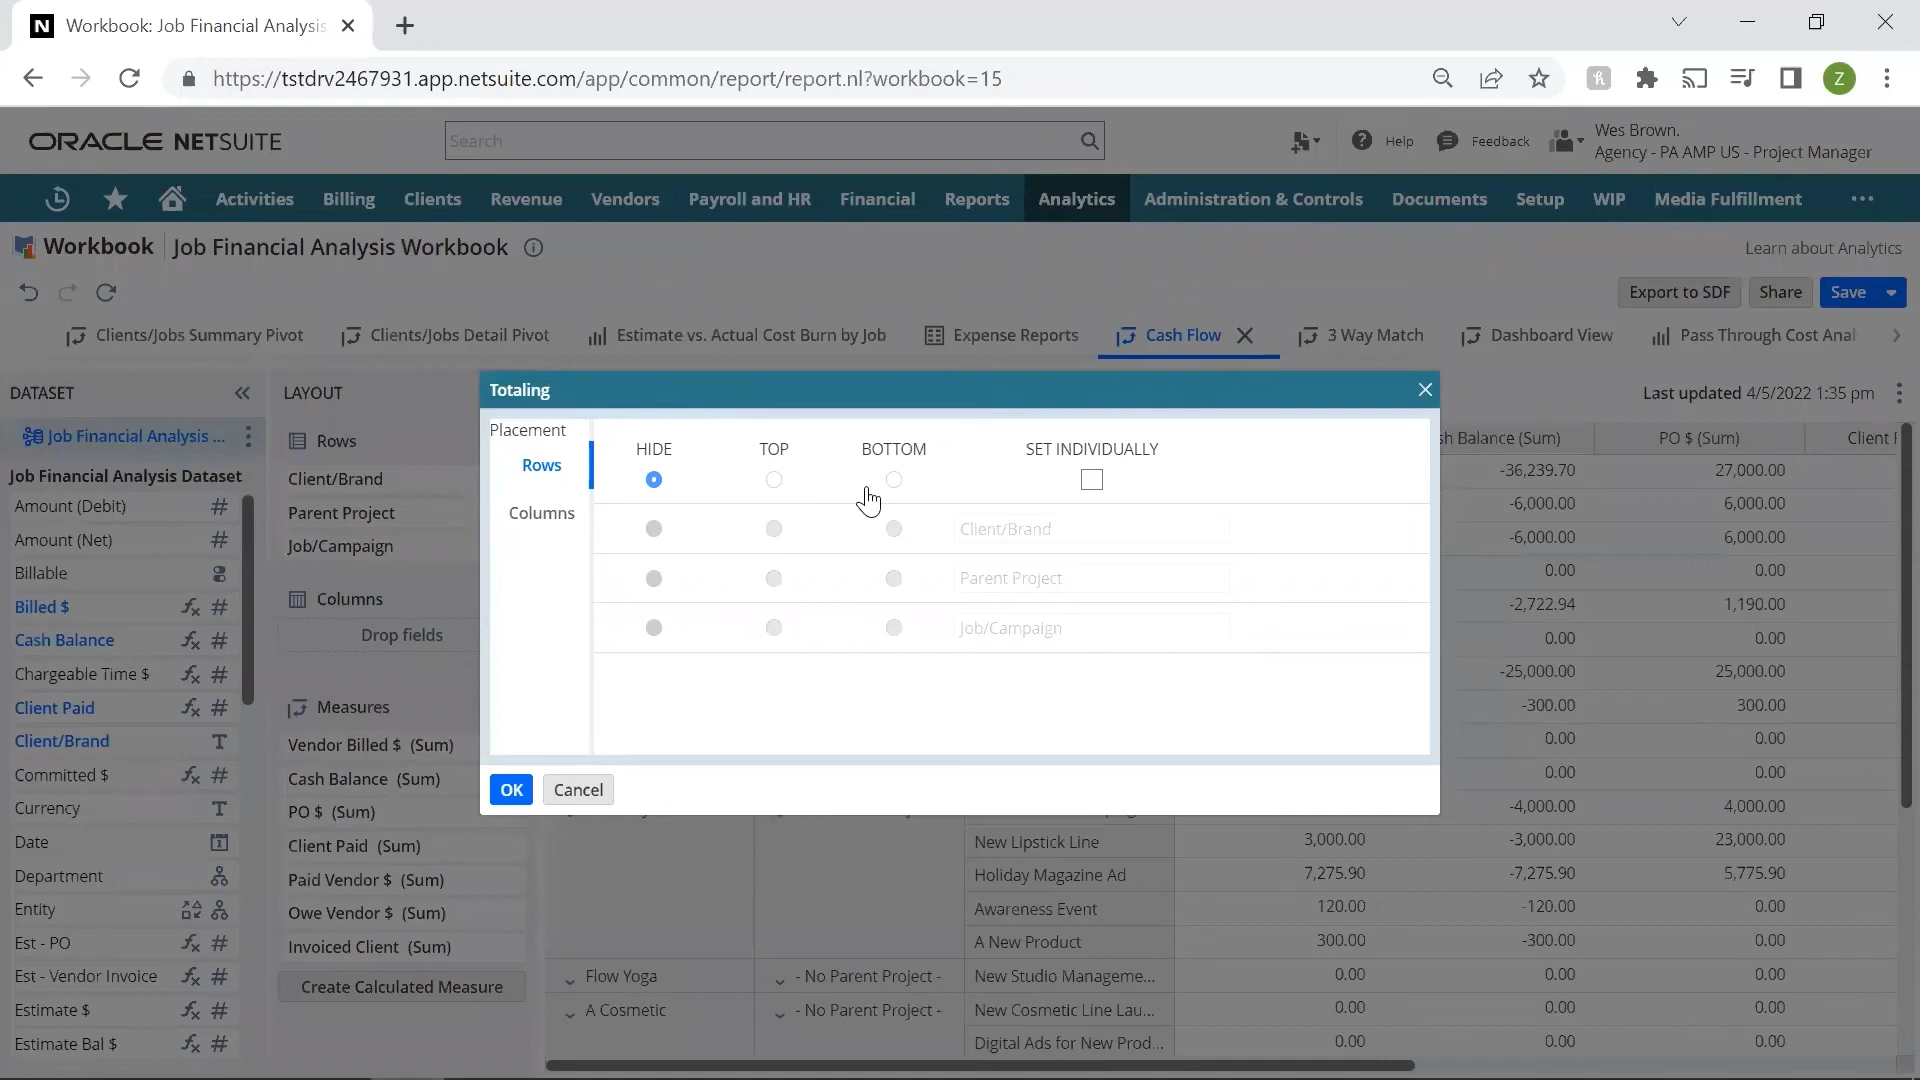 Workbook: Job Financial Analysis
https://tstdrv2467931.app.netsuite.com/app/common/report/report.nl?workbook=15
Z
ORACLE NETSUITE
Search
Help
Feedback
Wes Brown.
Agency - PA AMP US - Project Manager
Activities Billing Clients Revenue Vendors Payroll and HR Financial Reports Analytics Administration & Controls Documents Setup WIP Media Fulfillment
Workbook Job Financial Analysis Workbook
Learn about Analytics
Export to SDF Share Save
Clients/Jobs Summary Pivot Clients/Jobs Detail Pivot Estimate vs. Actual Cost Burn by Job Expense Reports Cash Flow 3 Way Match Dashboard View Pass Through Cost Anal
DATASET
Job Financial Analysis ...
Job Financial Analysis Dataset
Amount (Debit)
Amount (Net)
Billable
Billed $
Cash Balance
Chargeable Time $
Client Paid
Client/Brand
Committed $
Currency
Date
Department
Entity
Est - PO
Est - Vendor Invoice
Estimate $
Estimate Bal $
LAYOUT
Rows
Client/Brand
Parent Project
Job/Campaign
Columns
Drop fields
Measures
Vendor Billed $ (Sum)
Cash Balance (Sum)
PO $ (Sum)
Client Paid (Sum)
Paid Vendor $ (Sum)
Owe Vendor $ (Sum)
Invoiced Client (Sum)
Create Calculated Measure
Totaling
Placement
Rows
Columns
HIDE TOP BOTTOM SET INDIVIDUALLY
Client/Brand
Parent Project
Job/Campaign
OK Cancel
Last updated 4/5/2022 1:35 pm
sh Balance (Sum) PO $ (Sum) Client
-36,239.70 27,000.00
-6,000.00 6,000.00
-6,000.00 6,000.00
0.00 0.00
-2,722.94 1,190.00
0.00 0.00
-25,000.00 25,000.00
-300.00 300.00
0.00 0.00
0.00 0.00
-4,000.00 4,000.00
New Lipstick Line 3,000.00 -3,000.00 23,000.00
Holiday Magazine Ad 7,275.90 -7,275.90 5,775.90
Awareness Event 120.00 -120.00 0.00
A New Product 300.00 -300.00 0.00
Flow Yoga - No Parent Project - New Studio Manageme... 0.00 0.00 0.00
A Cosmetic - No Parent Project - New Cosmetic Line Lau... 0.00 0.00 0.00
Digital Ads for New Prod... 0.00 0.00 0.00